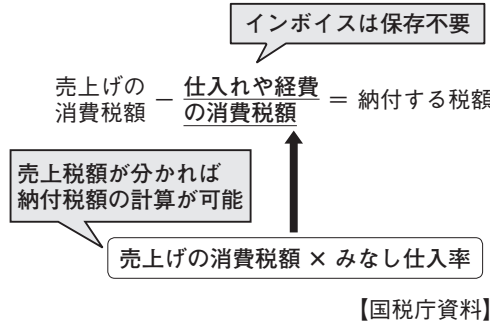 インボイスは保存不要
売上げの
消費税額
－
仕入れや経費
の消費税額
＝ 納付する税額
売上税額が分かれば
納付税額の計算が可能
売上げの消費税額 × みなし仕入率
【国税庁資料】